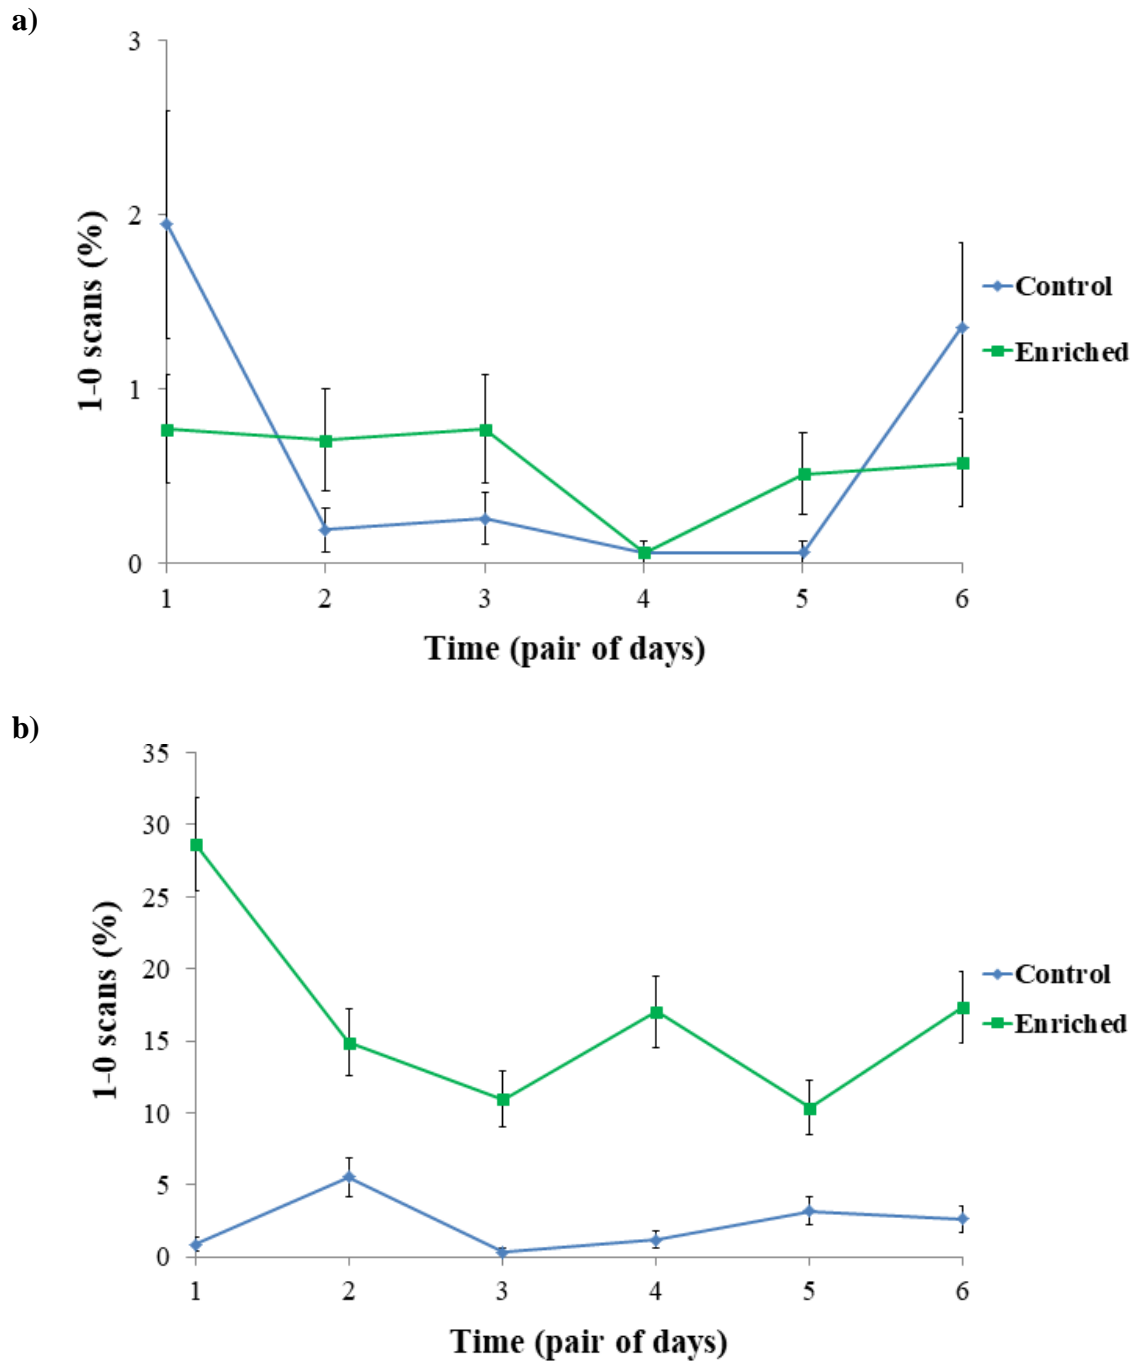 a)
3
2
1
0
1-0 scans (%)
1 2 3 4 5 6
Time (pair of days)
Control
Enriched
b)
35
30
25
20
15
10
5
0
1-0 scans (%)
1 2 3 4 5 6
Time (pair of days)
Control
Enriched